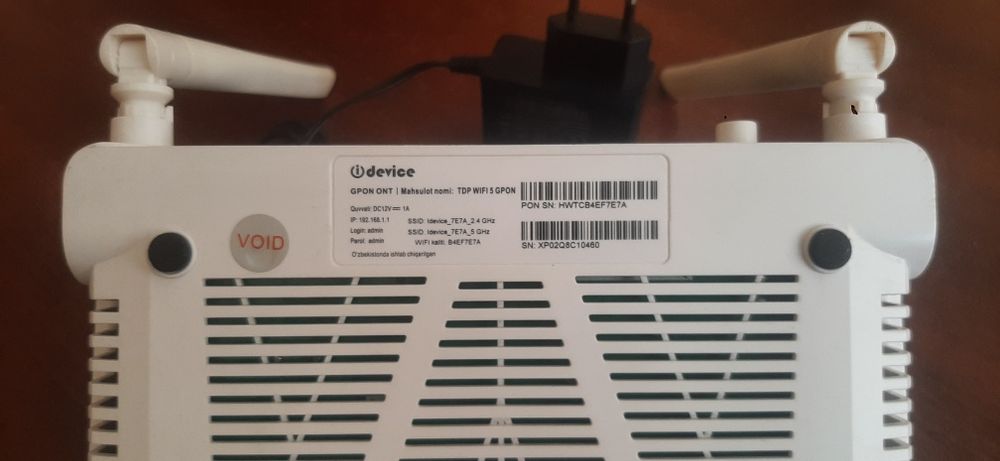 idevice
GPON ONT | Mahsulot nomi: TDP WIFI 5 GPON
Quvvati: DC12V 1A
IP: 192.168.1.1 SSID: Idevice_7E7A_2.4 GHz
Login: admin SSID: Idevice_7E7A_5 GHz
Parol: admin WIFI kaliti: B4EF7E7A
O'zbekistonda ishlab chiqarilgan
PON SN: HWTCB4EF7E7A
SN: XP02Q8C10460
VOID